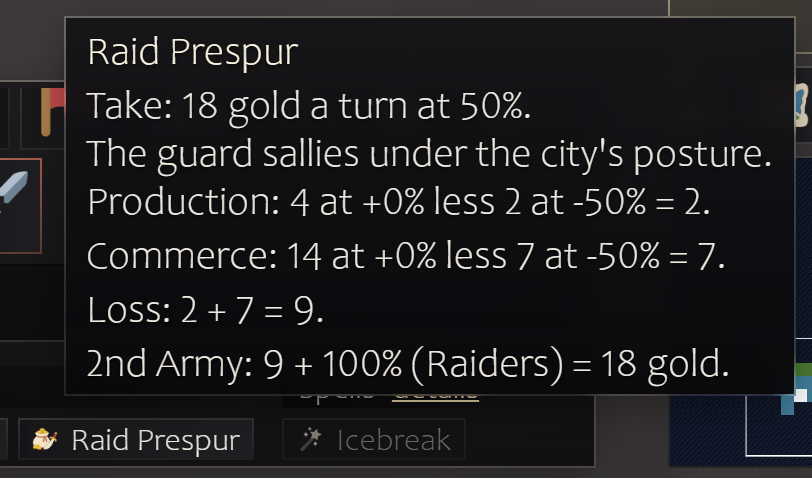 Raid Prespur
Take: 18 gold a turn at 50%.
The guard sallies under the city's posture.
Production: 4 at +0% less 2 at -50% = 2.
Commerce: 14 at +0% less 7 at -50% = 7.
Loss: 2 + 7 = 9.
2nd Army: 9 + 100% (Raiders) = 18 gold.
Spells details
Raid Prespur
Icebreak